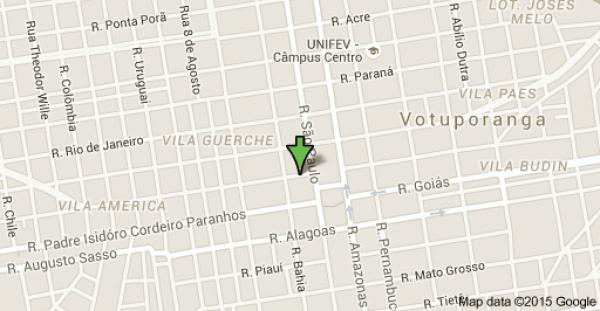 LOT. JOSÉS
MELO
R. Acre
R. Ponta Porã
Rua 8 de Agosto
Rua Theodor Wille
R. Colômbia
R. Uruguai
UNIFEV -
Câmpus Centro
R. Abílio Dutra
R. Paraná
VILA PAES
Votuporanga
R. São Paulo
VILA GUERCHE
R. Rio de Janeiro
VILA BUDIN
R. Goiás
VILA AMERICA
R. Chile
R. Padre Isidóro Cordeiro Paranhos
R. Augusto Sasso
R. Alagoas
R. Amazonas
R. Pernambuco
R. Piauí
R. Bahia
R. Mato Grosso
R. Tietê
Map data ©2015 Google